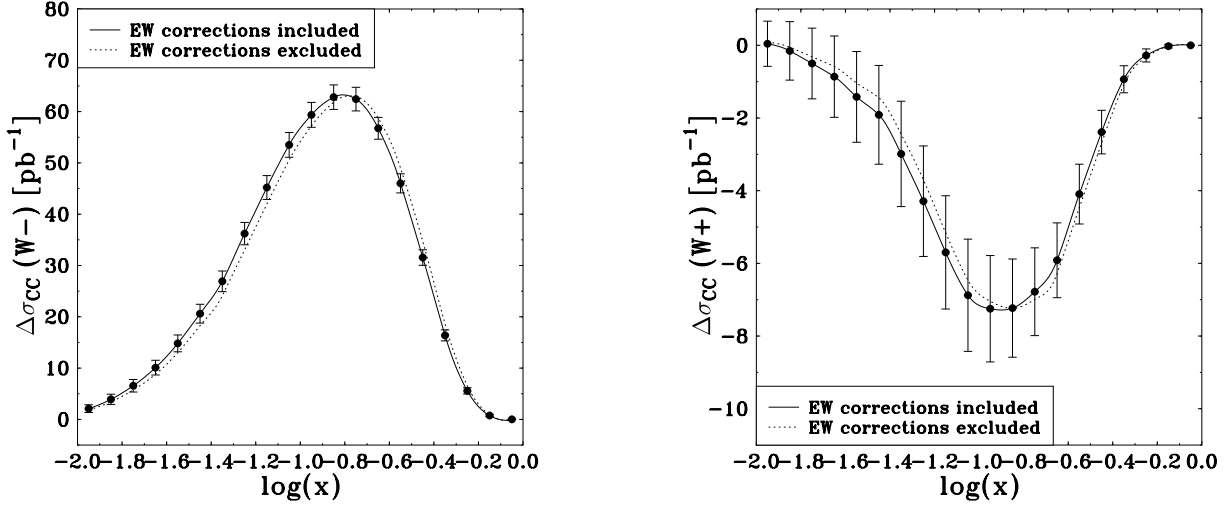 80
70
60
50
40
30
20
10
0
ΔσCC (W−) [pb−1]
EW corrections included
EW corrections excluded
−2.0−1.8−1.6−1.4−1.2−1.0−0.8−0.6−0.4−0.2 0.0
log(x)
0
−2
−4
−6
−8
−10
ΔσCC (W+) [pb−1]
EW corrections included
EW corrections excluded
−2.0−1.8−1.6−1.4−1.2−1.0−0.8−0.6−0.4−0.2 0.0
log(x)